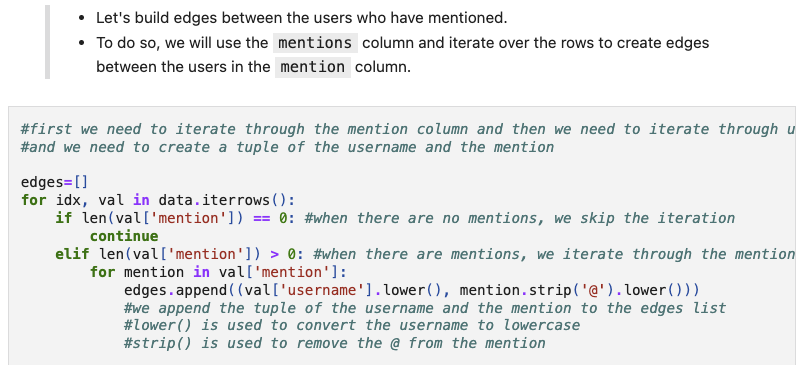 • Let's build edges between the users who have mentioned.
• To do so, we will use the mentions column and iterate over the rows to create edges
between the users in the mention column.
#first we need to iterate through the mention column and then we need to iterate through u
#and we need to create a tuple of the username and the mention
edges=[]
for idx, val in data.iterrows():
    if len(val['mention']) == 0: #when there are no mentions, we skip the iteration
        continue
    elif len(val['mention']) > 0: #when there are mentions, we iterate through the mention
        for mention in val['mention']:
            edges.append((val['username'].lower(), mention.strip('@').lower()))
            #we append the tuple of the username and the mention to the edges list
            #lower() is used to convert the username to lowercase
            #strip() is used to remove the @ from the mention